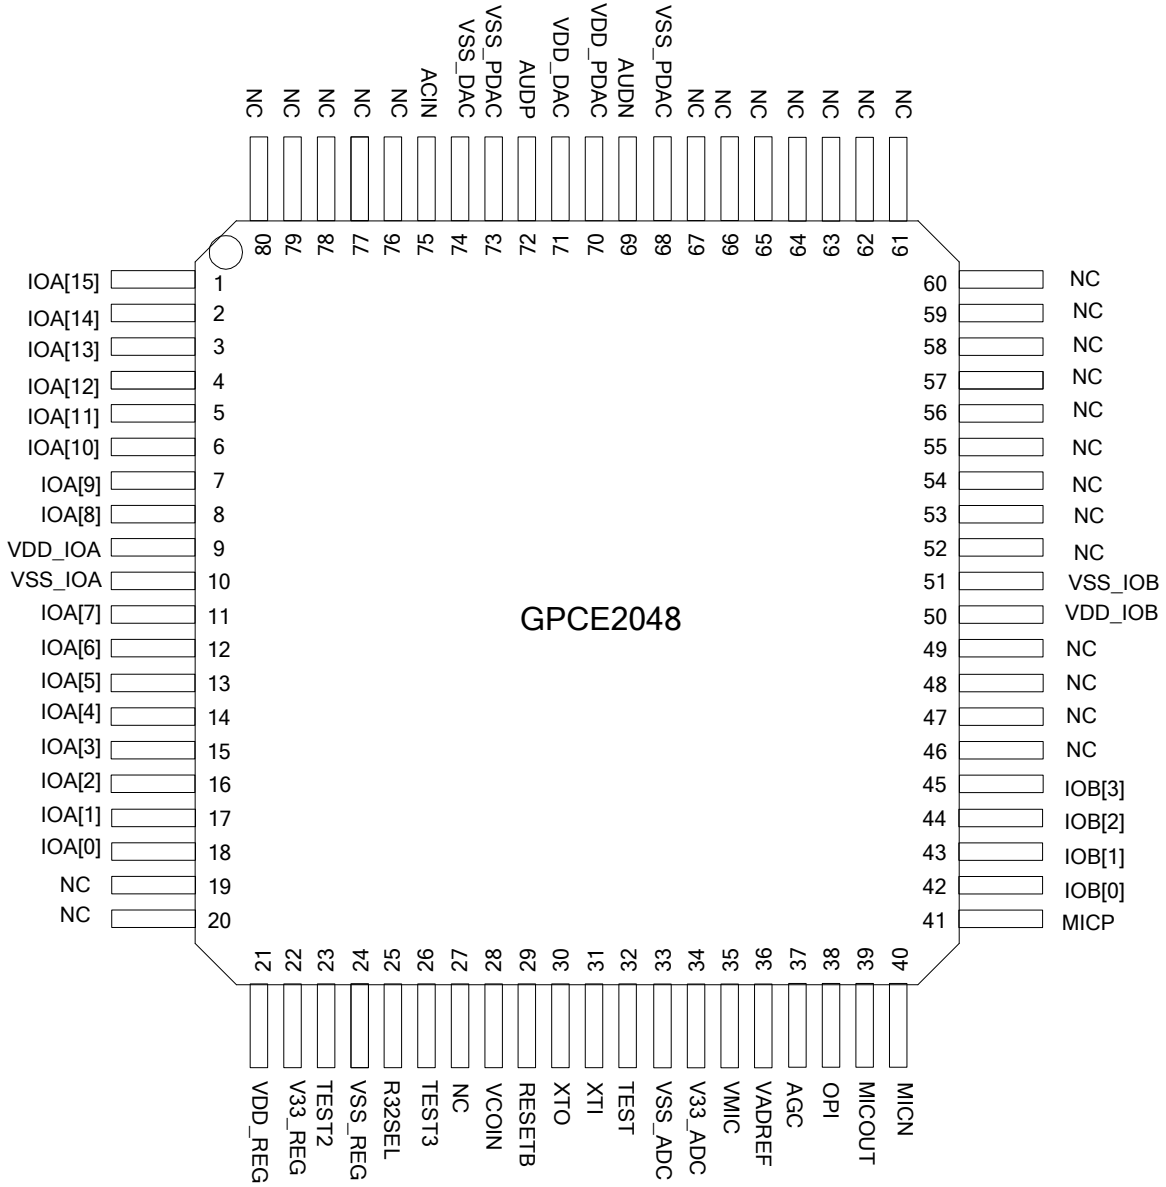 NC
NC
NC
NC
NC
ACIN
VSS_DAC
VSS_PDAC
AUDP
VDD_DAC
VDD_PDAC
AUDN
VSS_PDAC
NC
NC
NC
NC
NC
NC
NC
80
79
78
77
76
75
74
73
72
71
70
69
68
67
66
65
64
63
62
61
IOA[15] 1
IOA[14] 2
IOA[13] 3
IOA[12] 4
IOA[11] 5
IOA[10] 6
IOA[9] 7
IOA[8] 8
VDD_IOA 9
VSS_IOA 10
IOA[7] 11
IOA[6] 12
IOA[5] 13
IOA[4] 14
IOA[3] 15
IOA[2] 16
IOA[1] 17
IOA[0] 18
NC 19
NC 20
GPCE2048
60 NC
59 NC
58 NC
57 NC
56 NC
55 NC
54 NC
53 NC
52 NC
51 VSS_IOB
50 VDD_IOB
49 NC
48 NC
47 NC
46 NC
45 IOB[3]
44 IOB[2]
43 IOB[1]
42 IOB[0]
41 MICP
21
22
23
24
25
26
27
28
29
30
31
32
33
34
35
36
37
38
39
40
VDD_REG
V33_REG
TEST2
VSS_REG
R32SEL
TEST3
NC
VCOIN
RESETB
XTO
XTI
TEST
VSS_ADC
V33_ADC
VMIC
VADREF
AGC
OPI
MICOUT
MICN